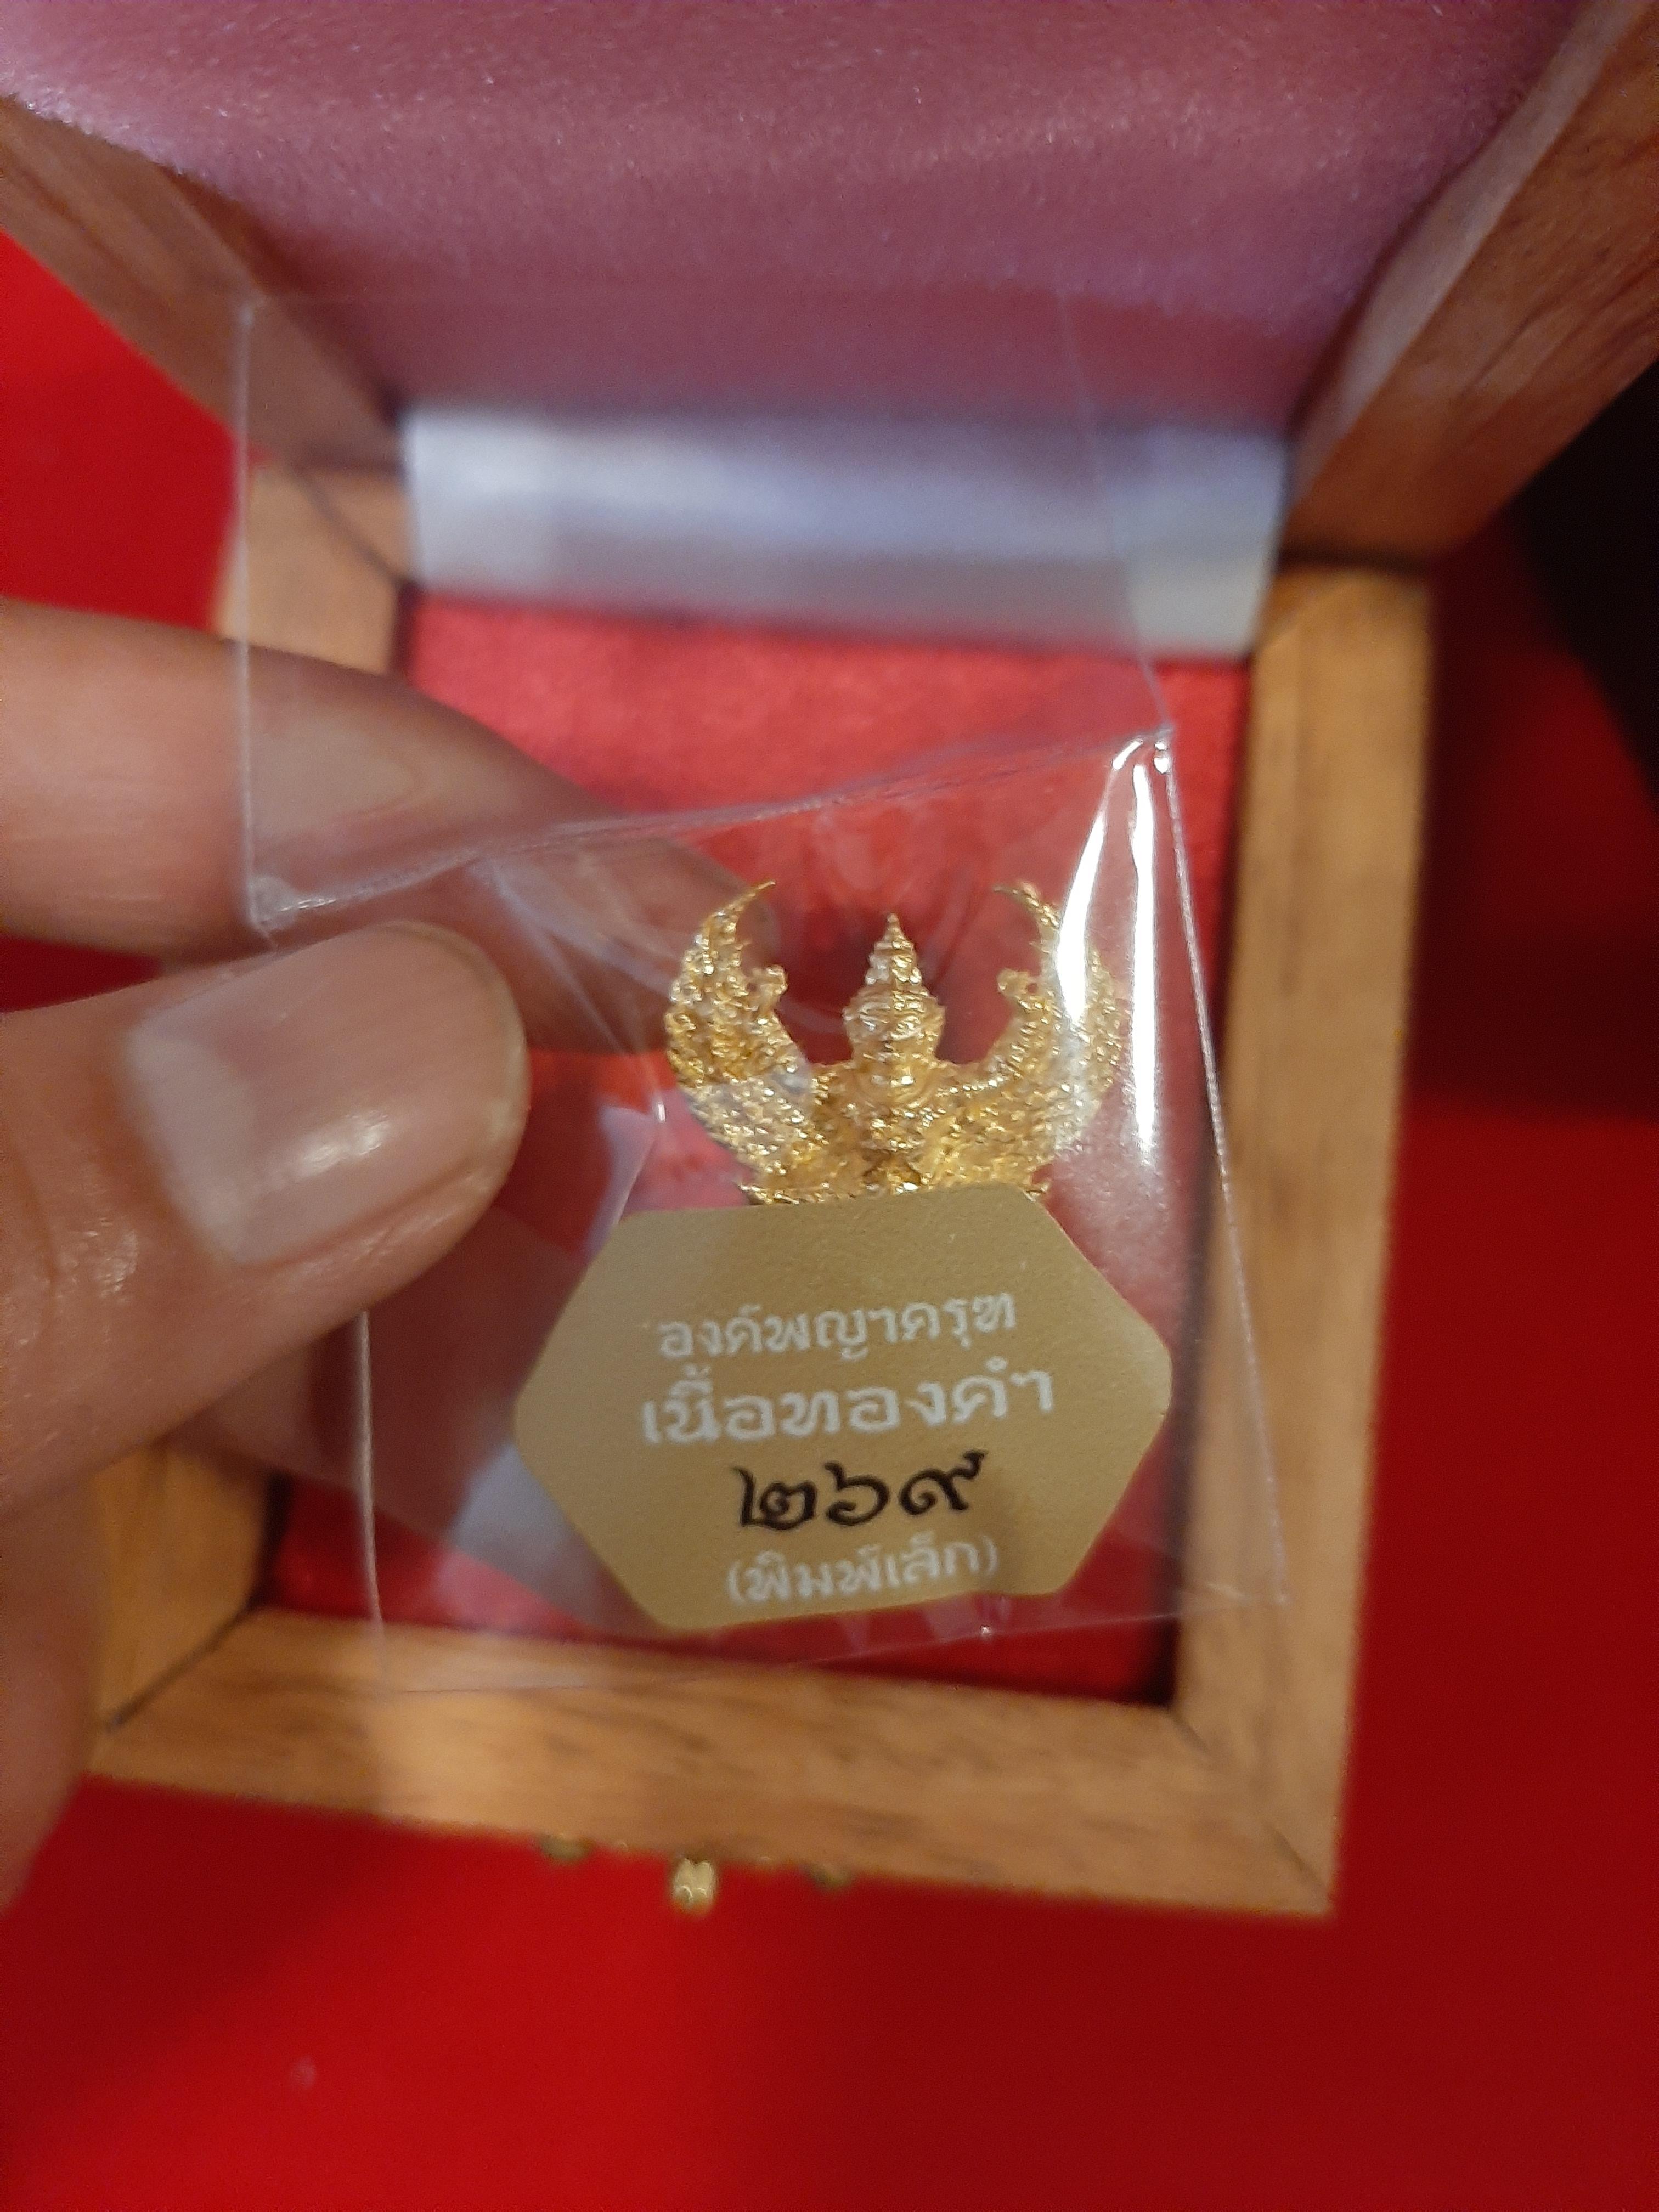 องค์พญาครุฑ
เนื้อทองคำ
๒๖๙
(พิมพ์เล็ก)